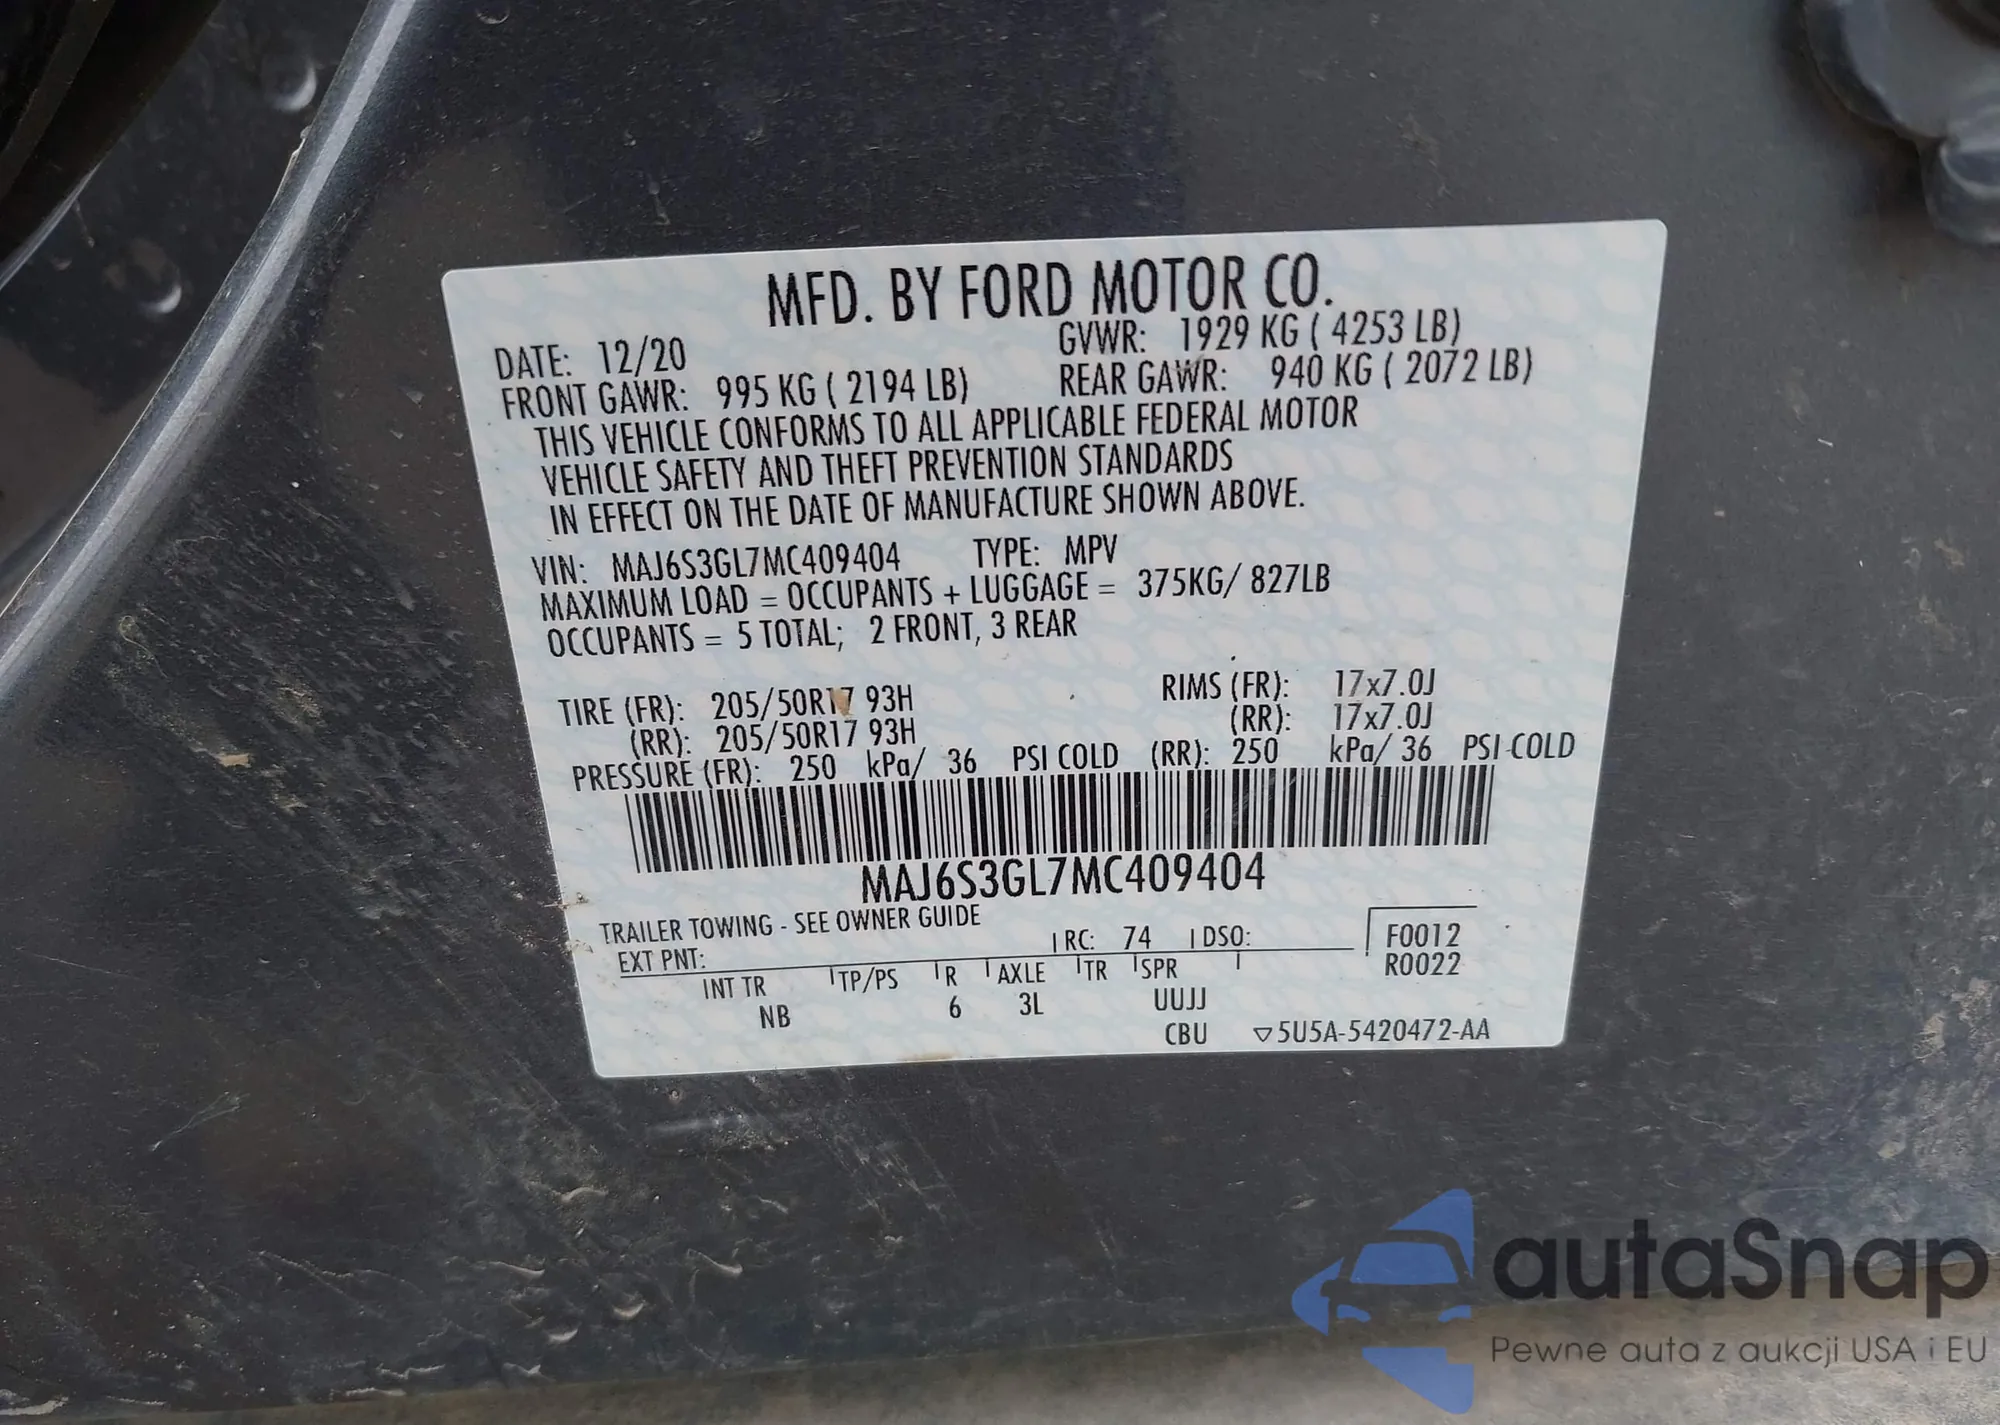 MFD. BY FORD MOTOR CO.
DATE: 12/20 GVWR: 1929 KG ( 4253 LB)
FRONT GAWR: 995 KG ( 2194 LB) REAR GAWR: 940 KG ( 2072 LB)
THIS VEHICLE CONFORMS TO ALL APPLICABLE FEDERAL MOTOR
VEHICLE SAFETY AND THEFT PREVENTION STANDARDS
IN EFFECT ON THE DATE OF MANUFACTURE SHOWN ABOVE.
VIN: MAJ6S3GL7MC409404 TYPE: MPV
MAXIMUM LOAD = OCCUPANTS + LUGGAGE = 375KG/ 827LB
OCCUPANTS = 5 TOTAL; 2 FRONT, 3 REAR
TIRE (FR): 205/50R17 93H RIMS (FR): 17x7.0J
(RR): 205/50R17 93H (RR): 17x7.0J
PRESSURE (FR): 250 kPa/ 36 PSI COLD (RR): 250 kPa/ 36 PSI COLD
MAJ6S3GL7MC409404
TRAILER TOWING - SEE OWNER GUIDE
EXT PNT: RC: 74 DSO: F0012
INT TR TP/PS R AXLE TR SPR R0022
NB 6 3L UUJJ
CBU ▽5U5A-5420472-AA
autaSnap
Pewne auta z aukcji USA i EU